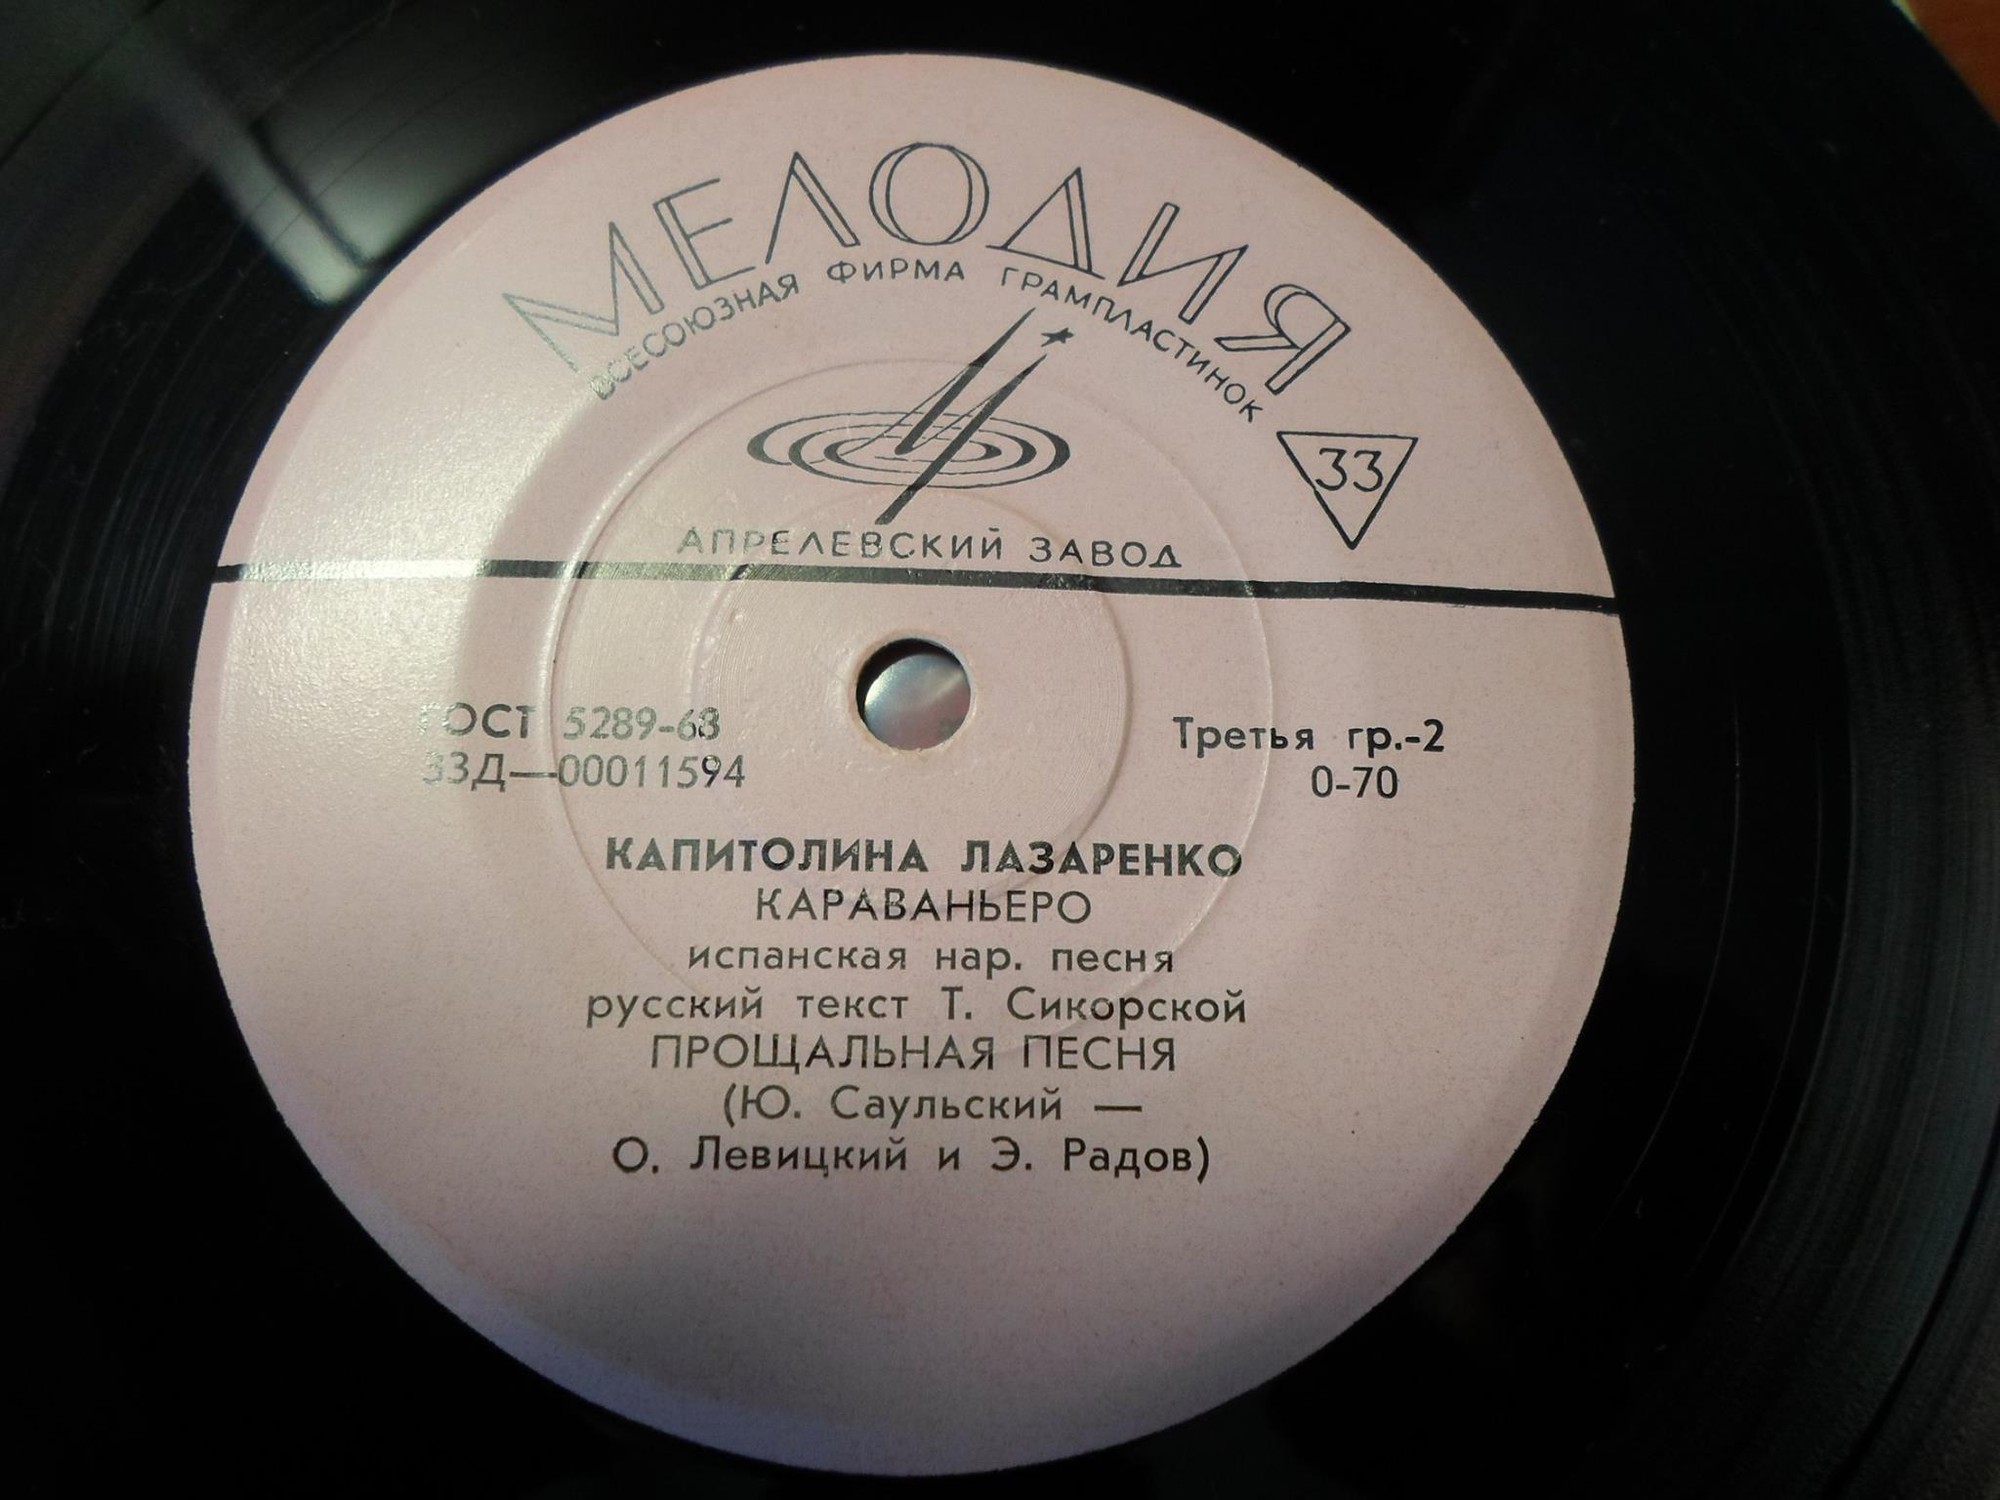 МЕЛОДИЯ
ВСЕСОЮЗНАЯ ФИРМА ГРАМПЛАСТИНОК
33
АПРЕЛЕВСКИЙ ЗАВОД
ГОСТ 5289-68 Третья гр.-2
33Д—00011594 0-70
КАПИТОЛИНА ЛАЗАРЕНКО
КАРАВАНЬЕРО
испанская нар. песня
русский текст Т. Сикорской
ПРОЩАЛЬНАЯ ПЕСНЯ
(Ю. Саульский —
О. Левицкий и Э. Радов)